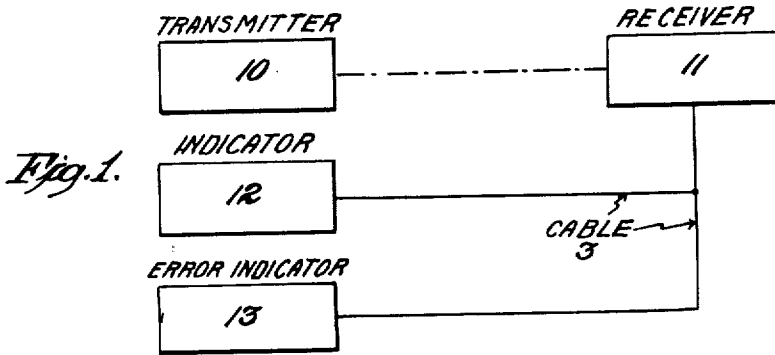 TRANSMITTER
10
RECEIVER
11
Fig.1.
INDICATOR
12
CABLE
3
ERROR INDICATOR
13